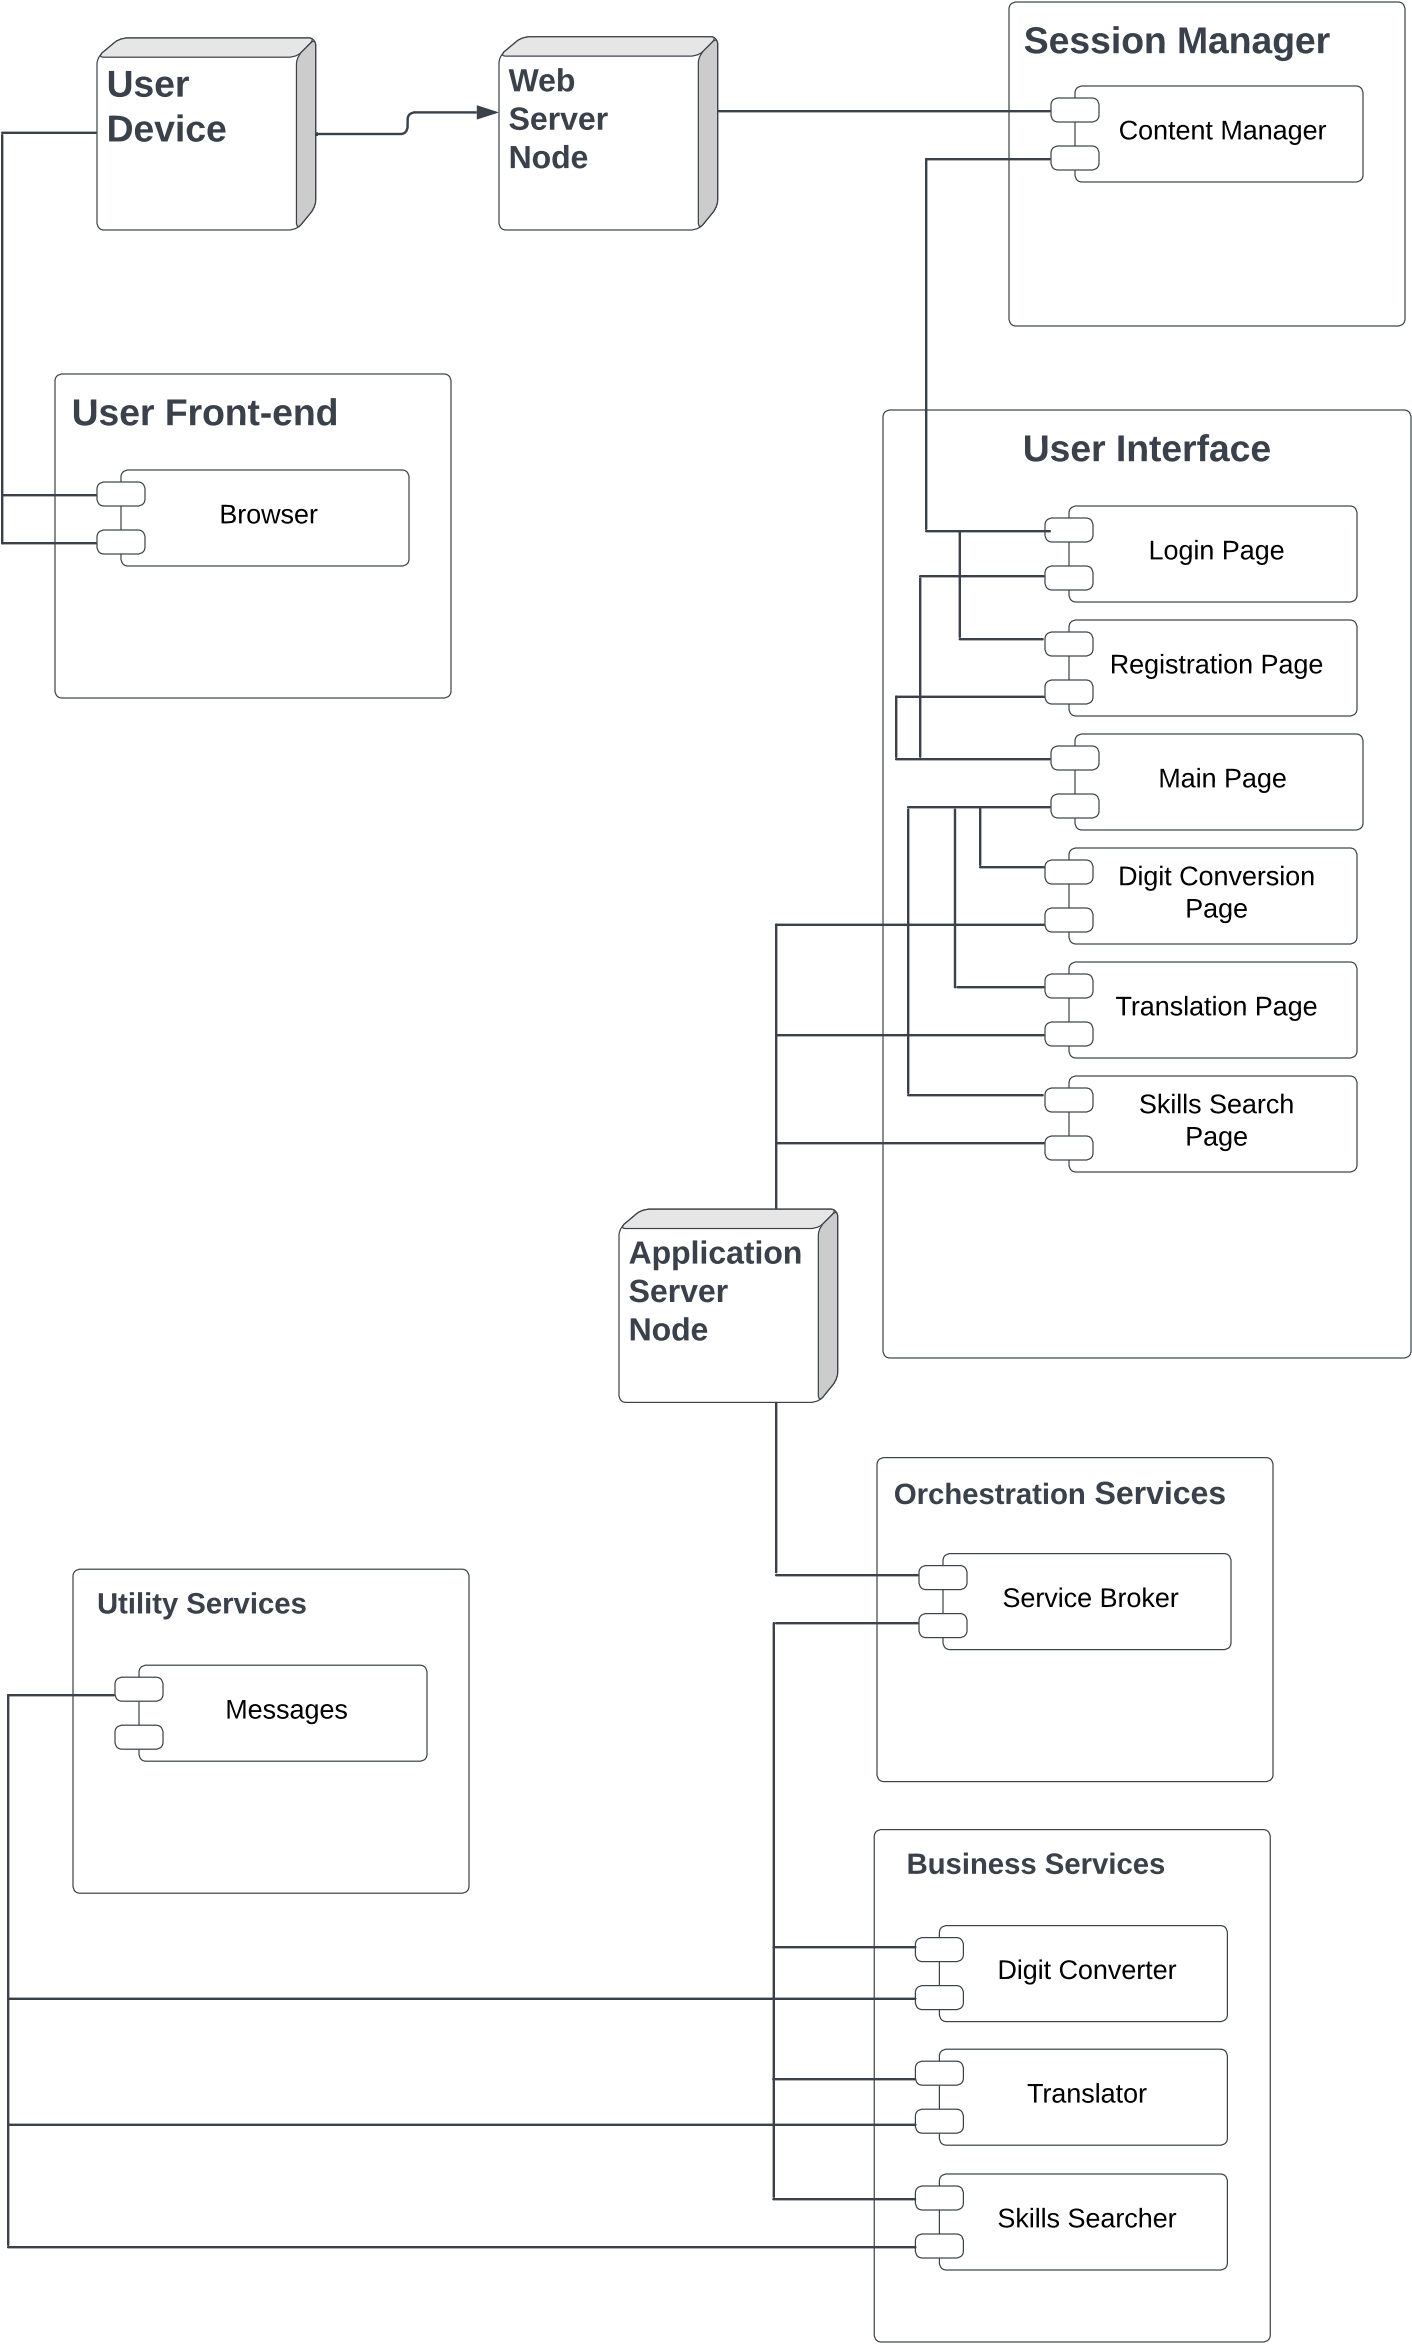 User
Device
Web
Server
Node
Session Manager
Content Manager
User Front-end
Browser
User Interface
Login Page
Registration Page
Main Page
Digit Conversion
Page
Translation Page
Skills Search
Page
Application
Server
Node
Orchestration Services
Service Broker
Utility Services
Messages
Business Services
Digit Converter
Translator
Skills Searcher